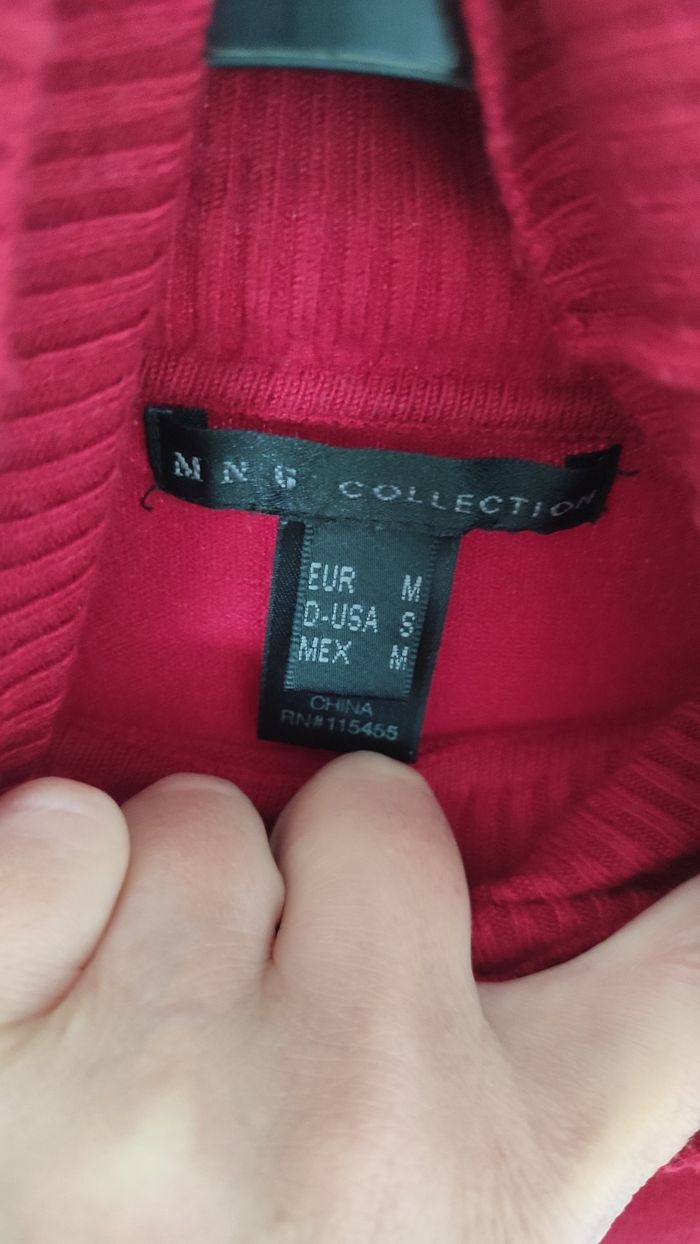 MNG COLLECTION
EUR M
D-USA S
MEX M
CHINA
RN#115455